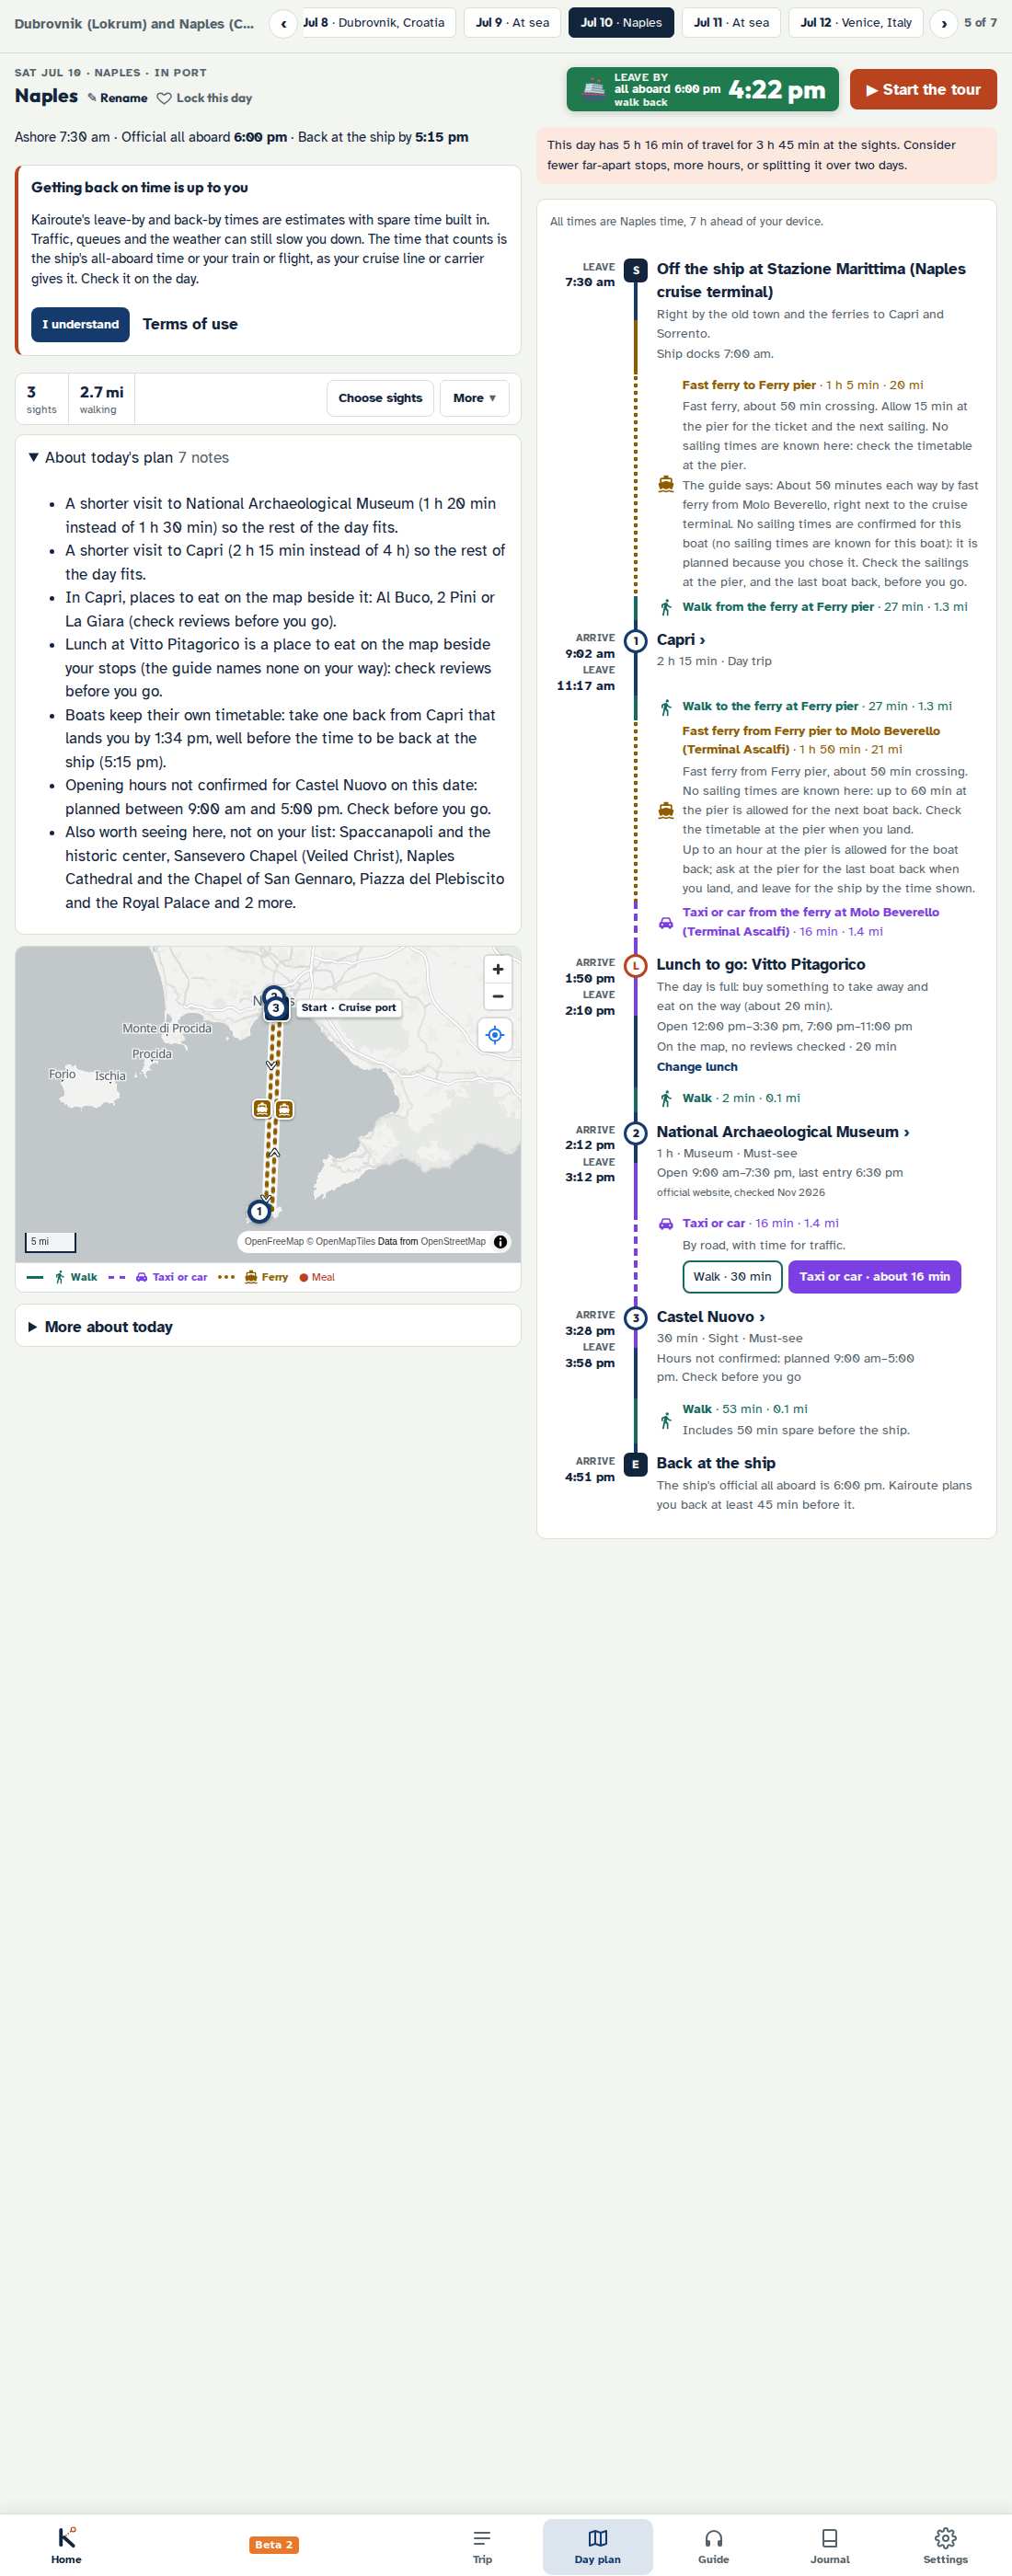 Dubrovnik (Lokrum) and Naples (C...
‹
Jul 8 · Dubrovnik, Croatia
Jul 9 · At sea
Jul 10 · Naples
Jul 11 · At sea
Jul 12 · Venice, Italy
›
5 of 7
SAT JUL 10 · NAPLES · IN PORT
Naples
✎ Rename
Lock this day
LEAVE BY
all aboard 6:00 pm
walk back
4:22 pm
▶ Start the tour
Ashore 7:30 am · Official all aboard 6:00 pm · Back at the ship by 5:15 pm
Getting back on time is up to you
Kairoute's leave-by and back-by times are estimates with spare time built in.
Traffic, queues and the weather can still slow you down. The time that counts is
the ship's all-aboard time or your train or flight, as your cruise line or carrier
gives it. Check it on the day.
I understand
Terms of use
3
sights
2.7 mi
walking
Choose sights
More ▼
▼ About today's plan 7 notes
• A shorter visit to National Archaeological Museum (1 h 20 min
instead of 1 h 30 min) so the rest of the day fits.
• A shorter visit to Capri (2 h 15 min instead of 4 h) so the rest of
the day fits.
• In Capri, places to eat on the map beside it: Al Buco, 2 Pini or
La Giara (check reviews before you go).
• Lunch at Vitto Pitagorico is a place to eat on the map beside
your stops (the guide names none on your way): check reviews
before you go.
• Boats keep their own timetable: take one back from Capri that
lands you by 1:34 pm, well before the time to be back at the
ship (5:15 pm).
• Opening hours not confirmed for Castel Nuovo on this date:
planned between 9:00 am and 5:00 pm. Check before you go.
• Also worth seeing here, not on your list: Spaccanapoli and the
historic center, Sansevero Chapel (Veiled Christ), Naples
Cathedral and the Chapel of San Gennaro, Piazza del Plebiscito
and the Royal Palace and 2 more.
3
Start · Cruise port
Monte di Procida
Procida
Forio
Ischia
1
+
−
5 mi
OpenFreeMap © OpenMapTiles Data from OpenStreetMap
Walk
Taxi or car
Ferry
Meal
▶ More about today
This day has 5 h 16 min of travel for 3 h 45 min at the sights. Consider
fewer far-apart stops, more hours, or splitting it over two days.
All times are Naples time, 7 h ahead of your device.
LEAVE
7:30 am
S
Off the ship at Stazione Marittima (Naples
cruise terminal)
Right by the old town and the ferries to Capri and
Sorrento.
Ship docks 7:00 am.
Fast ferry to Ferry pier · 1 h 5 min · 20 mi
Fast ferry, about 50 min crossing. Allow 15 min at
the pier for the ticket and the next sailing. No
sailing times are known here: check the timetable
at the pier.
The guide says: About 50 minutes each way by fast
ferry from Molo Beverello, right next to the cruise
terminal. No sailing times are confirmed for this
boat (no sailing times are known for this boat): it is
planned because you chose it. Check the sailings
at the pier, and the last boat back, before you go.
Walk from the ferry at Ferry pier · 27 min · 1.3 mi
ARRIVE
9:02 am
LEAVE
11:17 am
1
Capri ›
2 h 15 min · Day trip
Walk to the ferry at Ferry pier · 27 min · 1.3 mi
Fast ferry from Ferry pier to Molo Beverello
(Terminal Ascalfi) · 1 h 50 min · 21 mi
Fast ferry from Ferry pier, about 50 min crossing.
No sailing times are known here: up to 60 min at
the pier is allowed for the next boat back. Check
the timetable at the pier when you land.
Up to an hour at the pier is allowed for the boat
back; ask at the pier for the last boat back when
you land, and leave for the ship by the time shown.
Taxi or car from the ferry at Molo Beverello
(Terminal Ascalfi) · 16 min · 1.4 mi
ARRIVE
1:50 pm
LEAVE
2:10 pm
L
Lunch to go: Vitto Pitagorico
The day is full: buy something to take away and
eat on the way (about 20 min).
Open 12:00 pm–3:30 pm, 7:00 pm–11:00 pm
On the map, no reviews checked · 20 min
Change lunch
Walk · 2 min · 0.1 mi
ARRIVE
2:12 pm
LEAVE
3:12 pm
2
National Archaeological Museum ›
1 h · Museum · Must-see
Open 9:00 am–7:30 pm, last entry 6:30 pm
official website, checked Nov 2026
Taxi or car · 16 min · 1.4 mi
By road, with time for traffic.
Walk · 30 min
Taxi or car · about 16 min
ARRIVE
3:28 pm
LEAVE
3:58 pm
3
Castel Nuovo ›
30 min · Sight · Must-see
Hours not confirmed; planned 9:00 am–5:00
pm. Check before you go
Walk · 53 min · 0.1 mi
Includes 50 min spare before the ship.
ARRIVE
4:51 pm
E
Back at the ship
The ship's official all aboard is 6:00 pm. Kairoute plans
you back at least 45 min before it.
Home
Beta 2
Trip
Day plan
Guide
Journal
Settings